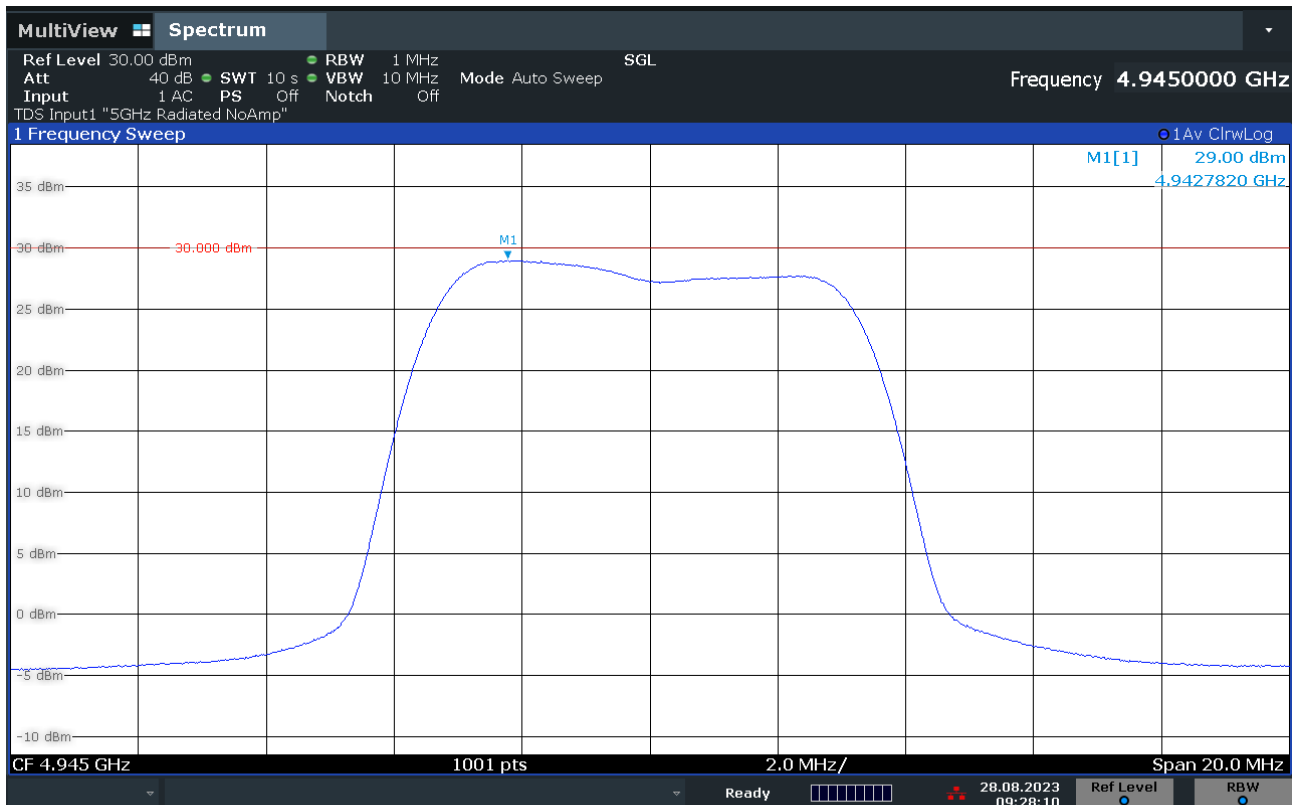 MultiView Spectrum
Ref Level 30.00 dBm RBW 1 MHz SGL
Att 40 dB SWT 10 s VBW 10 MHz Mode Auto Sweep
Input 1 AC PS Off Notch Off
Frequency 4.9450000 GHz
TDS Input1 "5GHz Radiated NoAmp"
1 Frequency Sweep 1Av ClrwLog
M1[1] 29.00 dBm
4.9427820 GHz
35 dBm
M1
30 dBm 30.000 dBm
25 dBm
20 dBm
15 dBm
10 dBm
5 dBm
0 dBm
-5 dBm
-10 dBm
CF 4.945 GHz 1001 pts 2.0 MHz/ Span 20.0 MHz
Ready 28.08.2023 Ref Level RBW
09:28:10